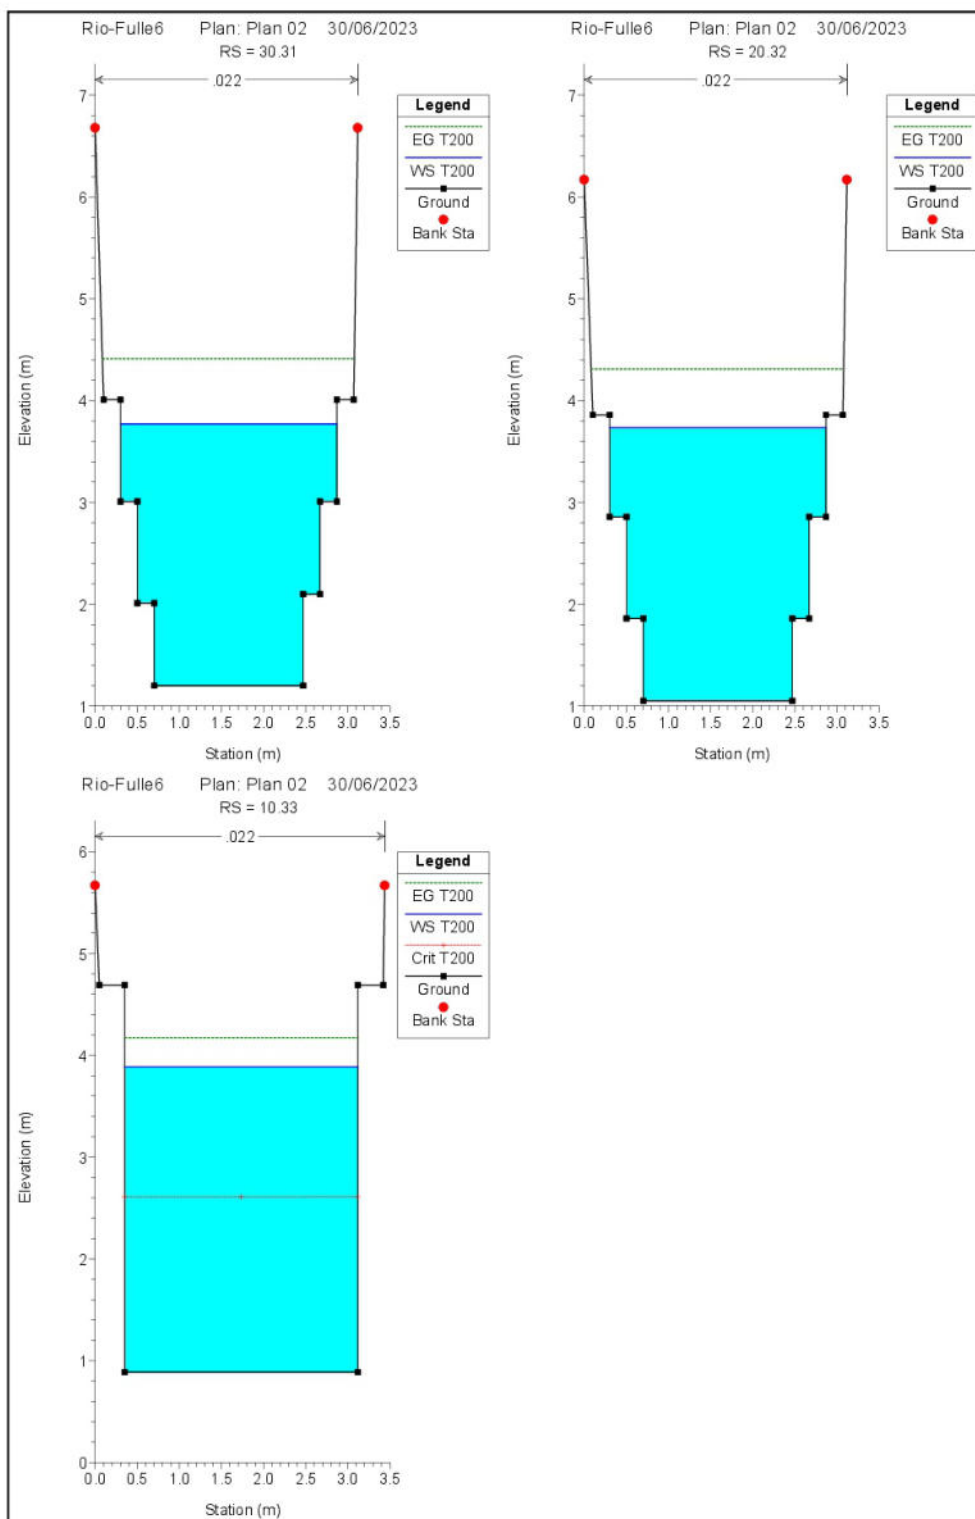 Rio-Fulle6 Plan: Plan 02 30/06/2023
RS = 30.31
.022
Legend
EG T200
WS T200
Ground
Bank Sta
7
6
5
4
3
2
1
Elevation (m)
0.0 0.5 1.0 1.5 2.0 2.5 3.0 3.5
Station (m)
Rio-Fulle6 Plan: Plan 02 30/06/2023
RS = 20.32
.022
Legend
EG T200
WS T200
Ground
Bank Sta
7
6
5
4
3
2
1
Elevation (m)
0.0 0.5 1.0 1.5 2.0 2.5 3.0 3.5
Station (m)
Rio-Fulle6 Plan: Plan 02 30/06/2023
RS = 10.33
.022
Legend
EG T200
WS T200
Crit T200
Ground
Bank Sta
6
5
4
3
2
1
0
Elevation (m)
0.0 0.5 1.0 1.5 2.0 2.5 3.0 3.5
Station (m)